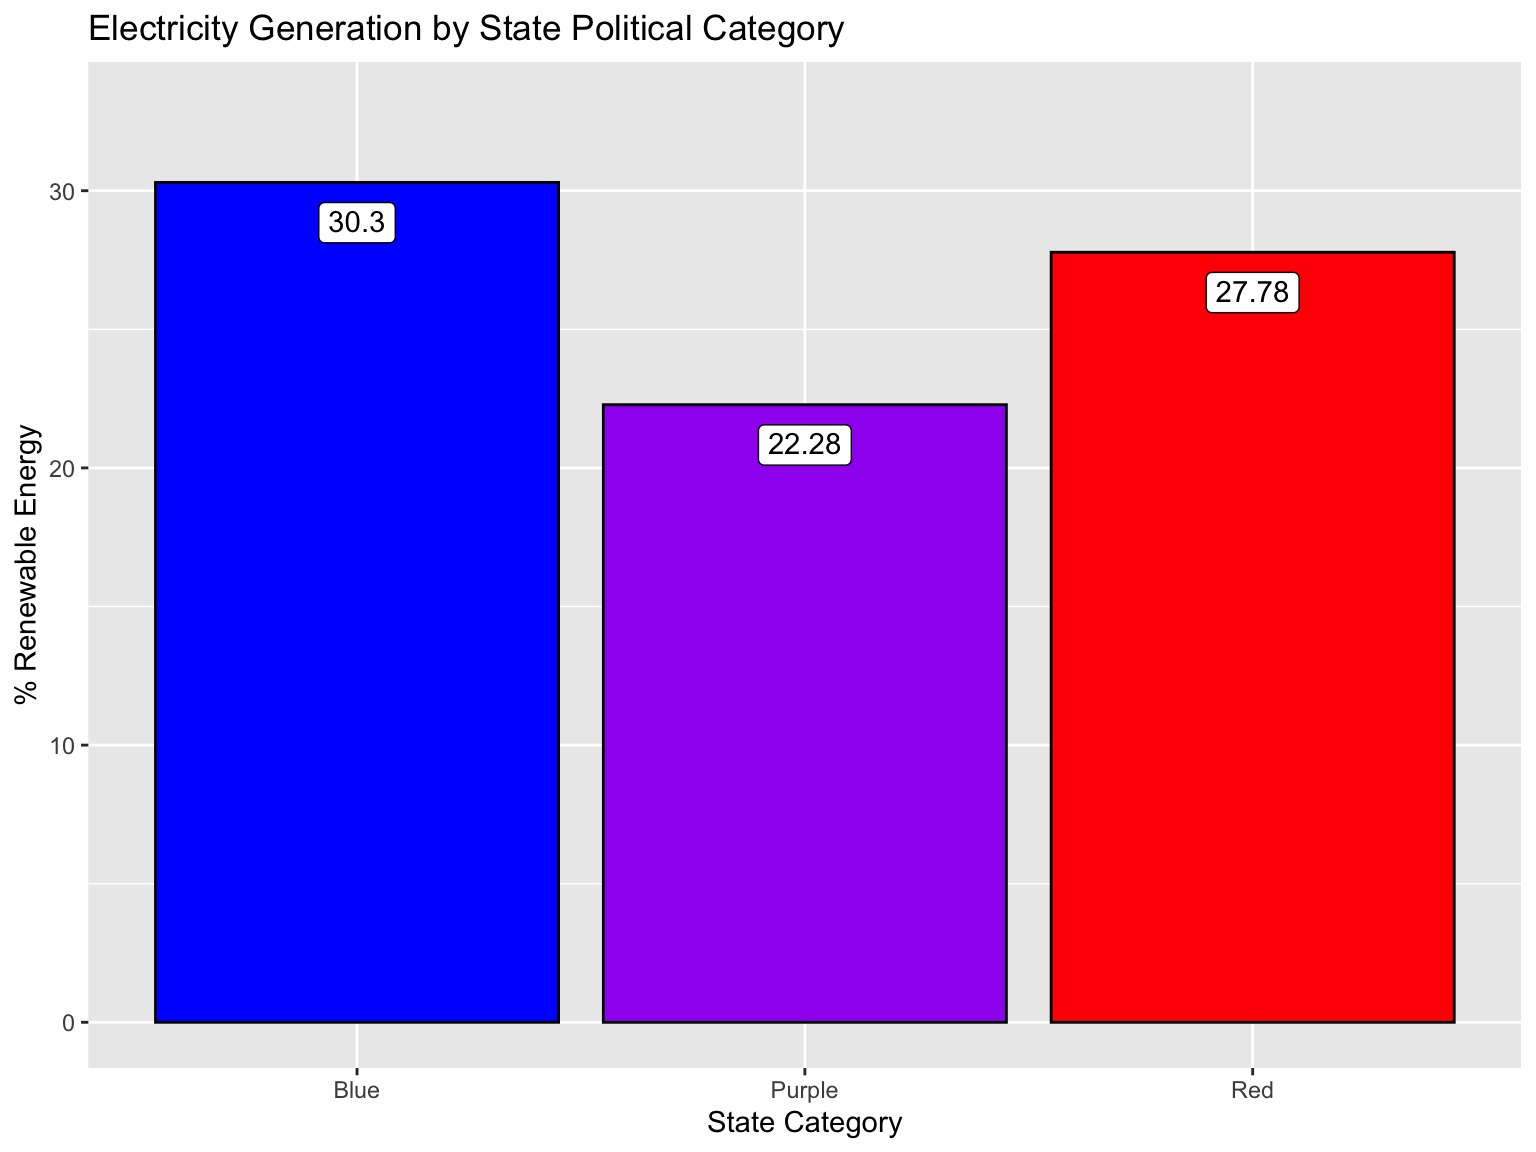 Electricity Generation by State Political Category
% Renewable Energy
30
20
10
0
30.3
22.28
27.78
Blue
Purple
Red
State Category